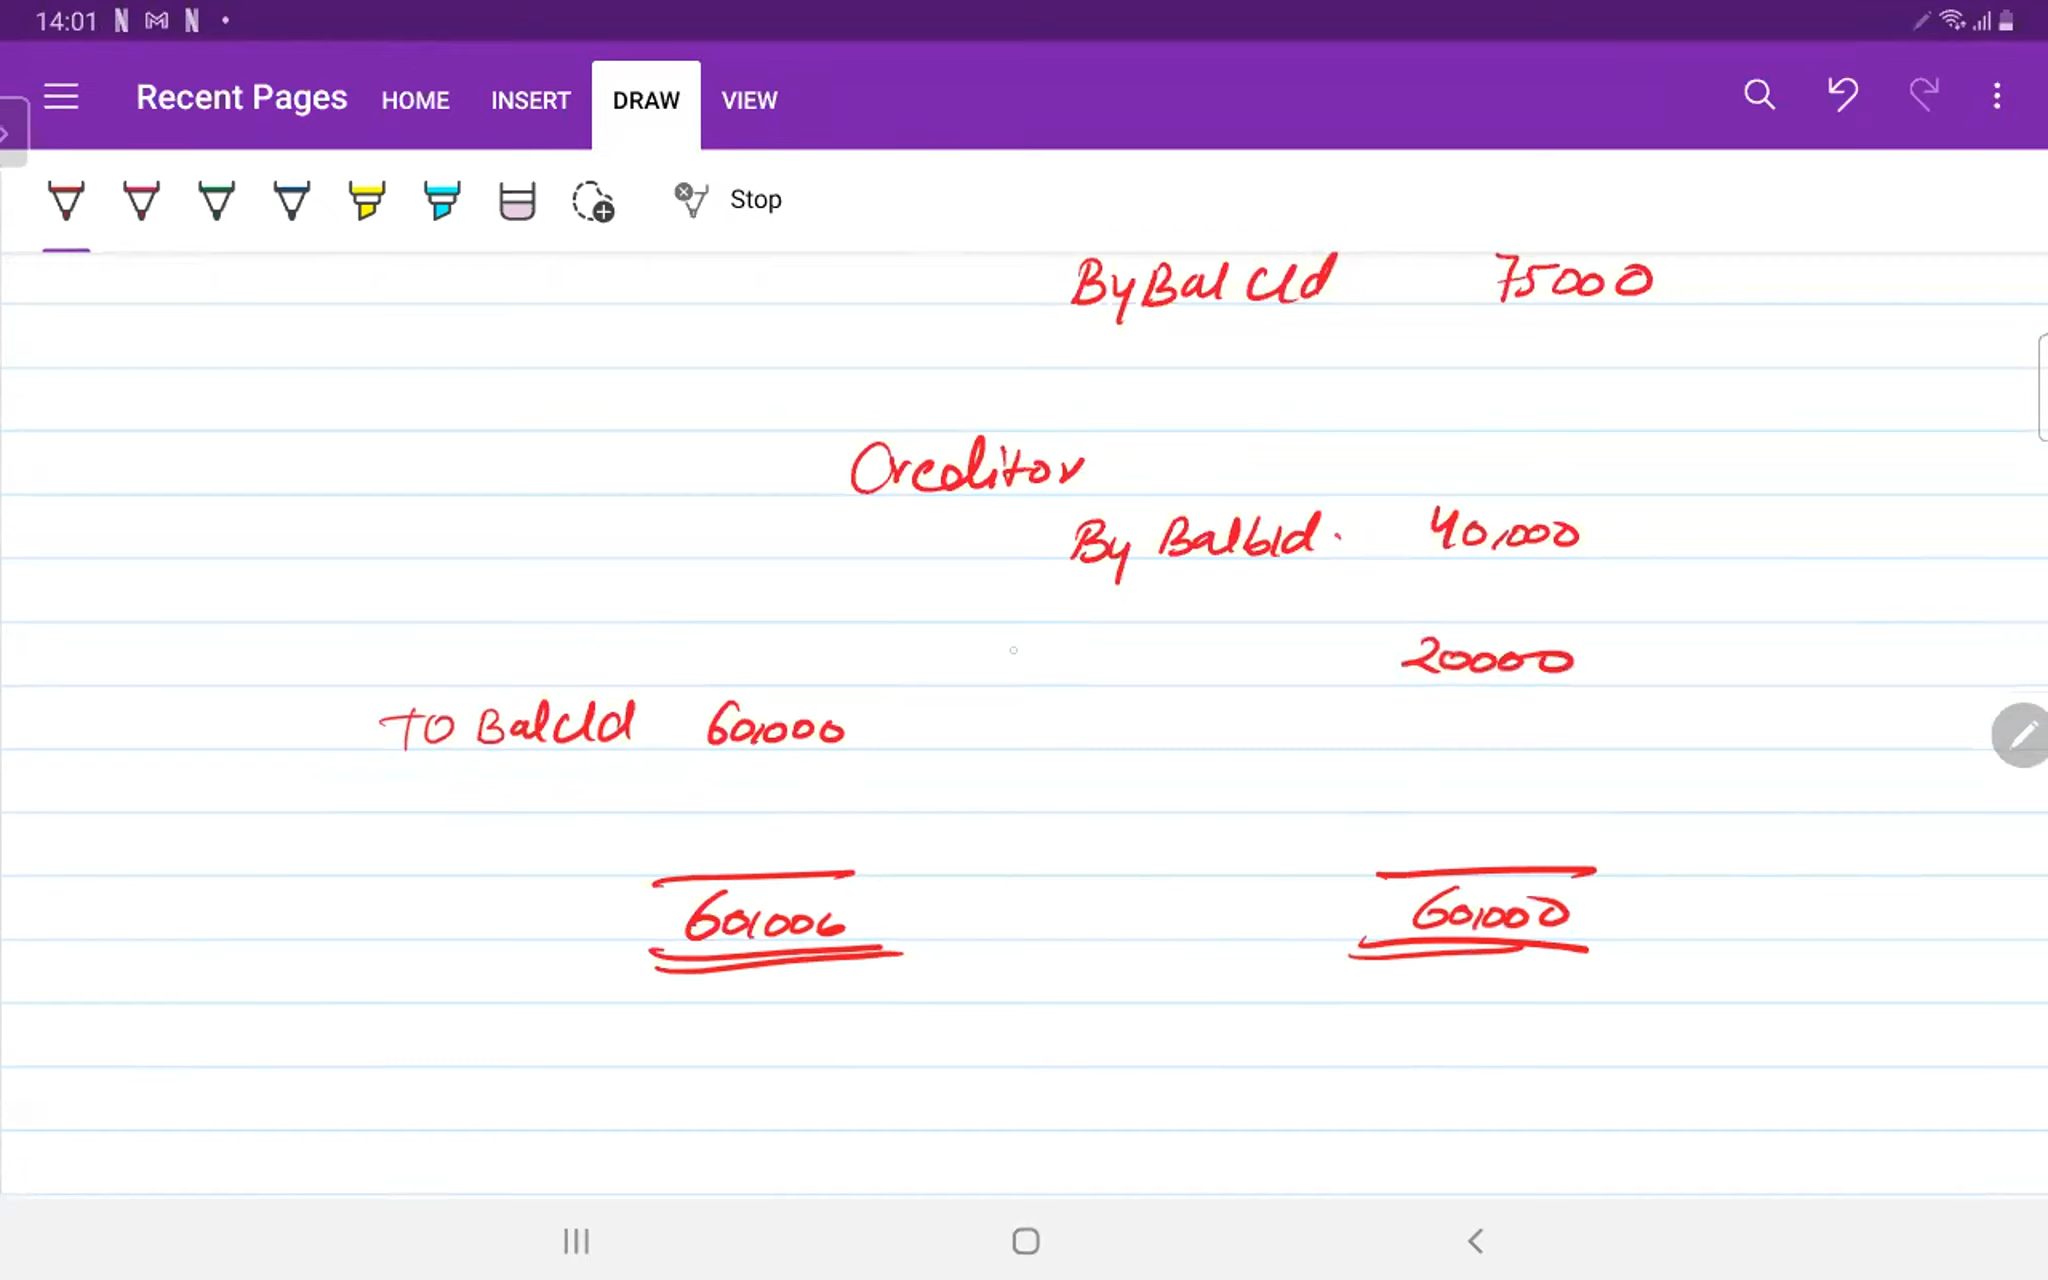 14:01
Recent Pages HOME INSERT DRAW VIEW
Stop
By Bal c/d 75000
Creditor
By Bal b/d. 40,000
20000
To Bal c/d 60,000
60,000 60,000